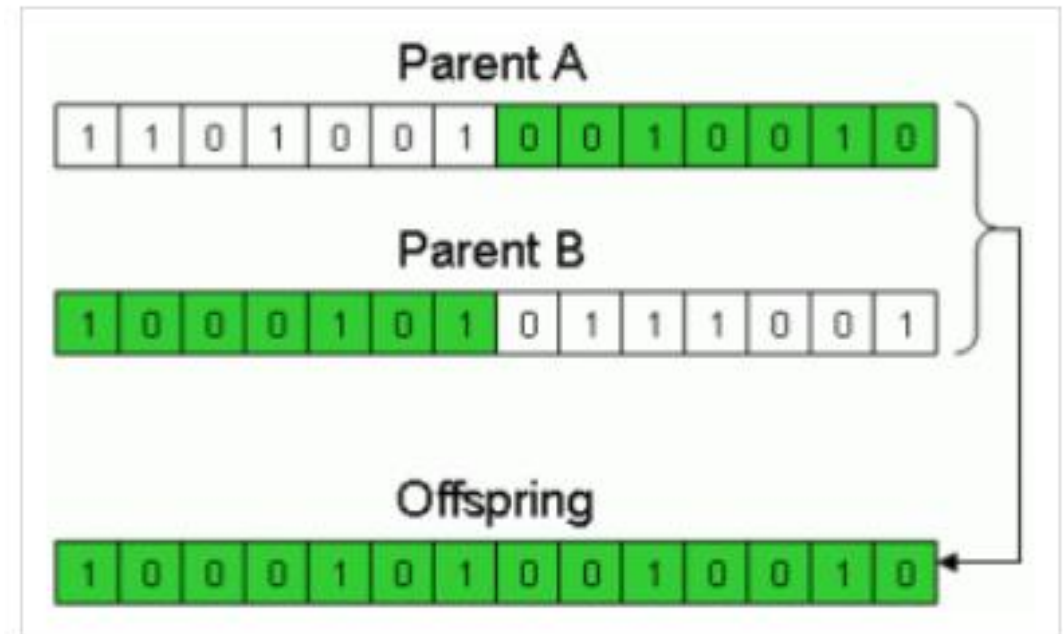 Parent A
1 1 0 1 0 0 1 0 0 1 0 0 1 0
Parent B
1 0 0 0 1 0 1 0 1 1 1 0 0 1
Offspring
1 0 0 0 1 0 1 0 0 1 0 0 1 0